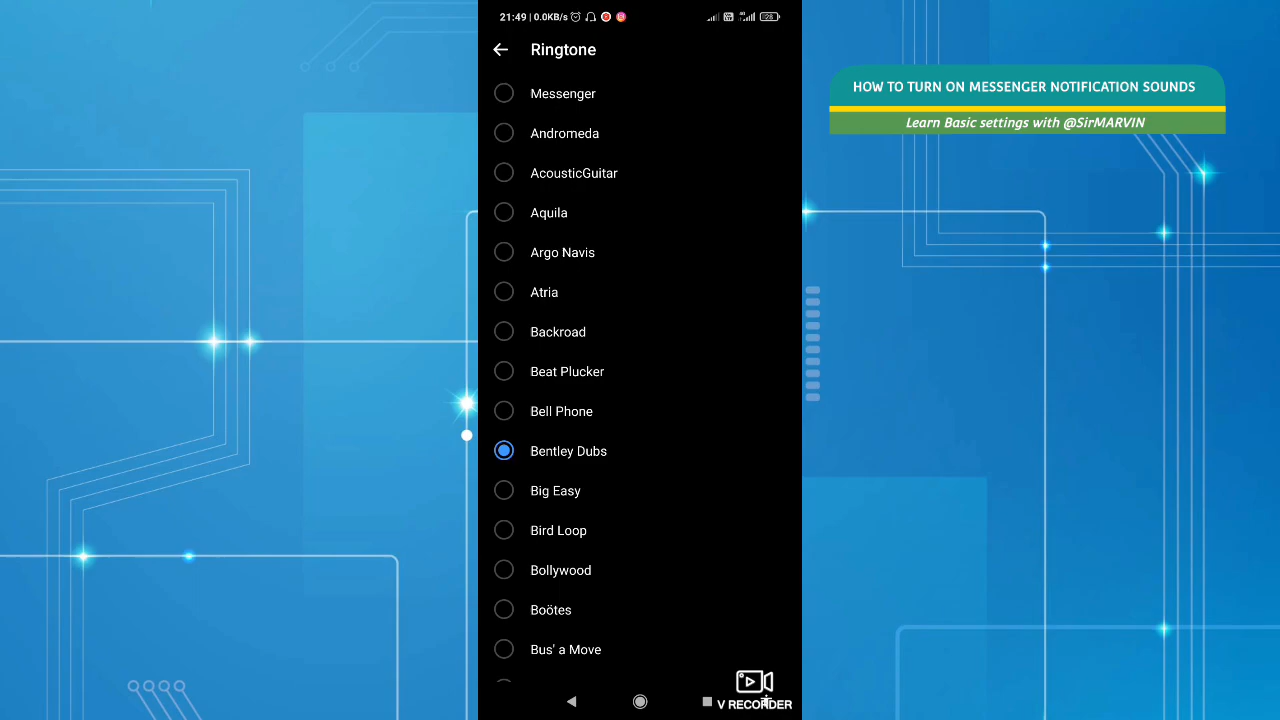 21:49 | 0.0KB/s
28
Ringtone
HOW TO TURN ON MESSENGER NOTIFICATION SOUNDS
Learn Basic settings with @SirMARVIN
Messenger
Andromeda
AcousticGuitar
Aquila
Argo Navis
Atria
Backroad
Beat Plucker
Bell Phone
Bentley Dubs
Big Easy
Bird Loop
Bollywood
Boötes
Bus' a Move
V RECORDER